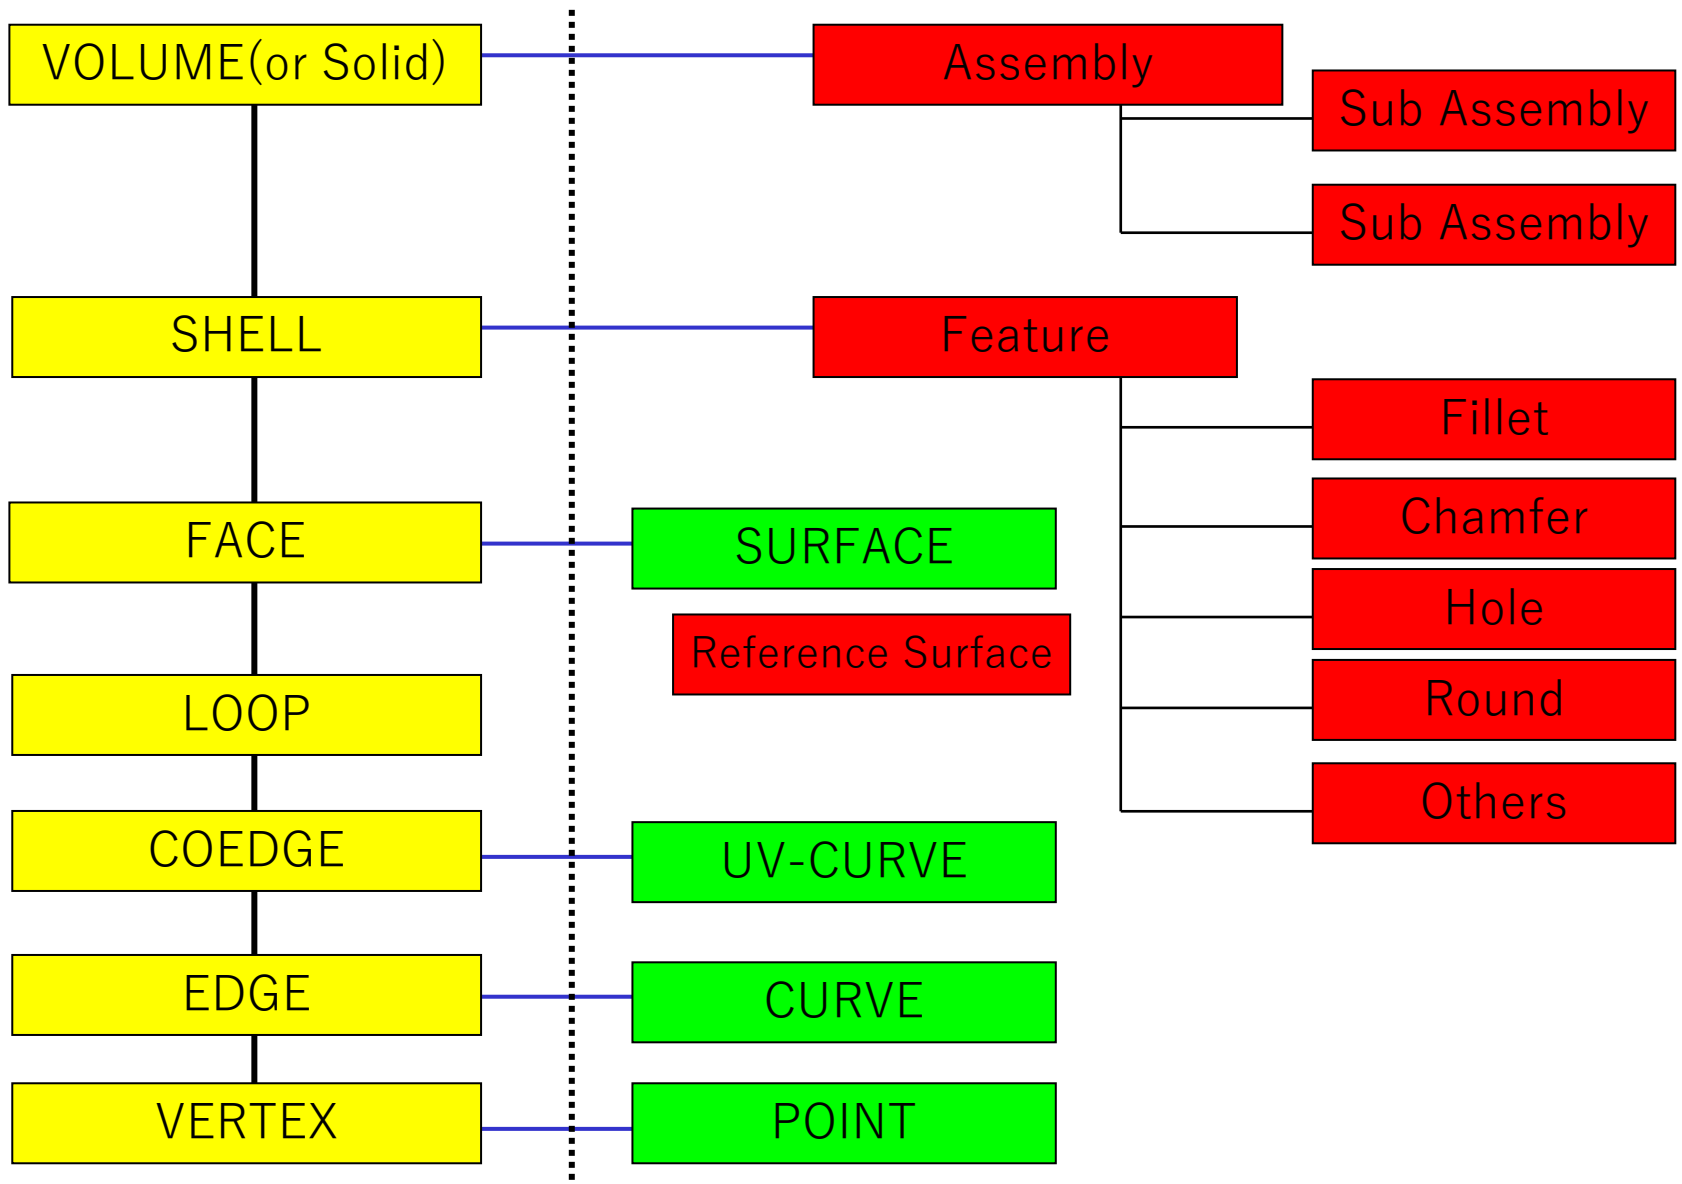 VOLUME(or Solid)
Assembly
Sub Assembly
Sub Assembly
SHELL
Feature
Fillet
Chamfer
FACE
SURFACE
Hole
Reference Surface
LOOP
Round
Others
COEDGE
UV-CURVE
EDGE
CURVE
VERTEX
POINT